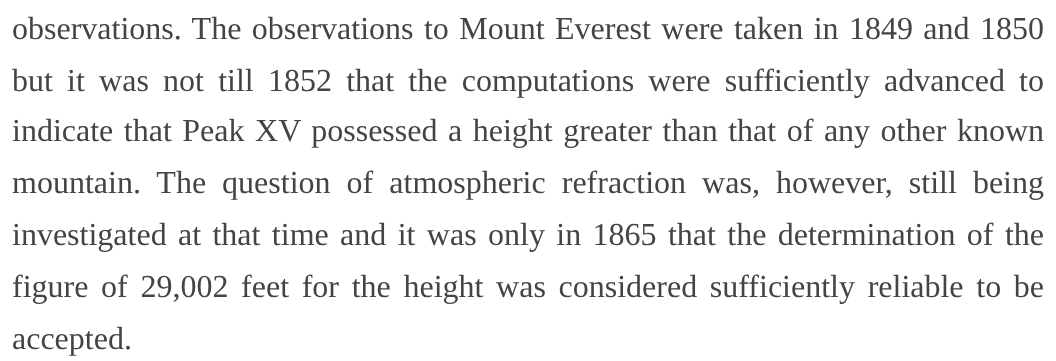 observations. The observations to Mount Everest were taken in 1849 and 1850
but it was not till 1852 that the computations were sufficiently advanced to
indicate that Peak XV possessed a height greater than that of any other known
mountain. The question of atmospheric refraction was, however, still being
investigated at that time and it was only in 1865 that the determination of the
figure of 29,002 feet for the height was considered sufficiently reliable to be
accepted.